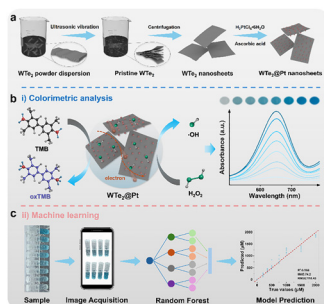 a
Ultrasonic vibration
Centrifugation
H₂PtCl₆·6H₂O
Ascorbic acid
WTe₂ powder dispersion
Pristine WTe₂
WTe₂ nanosheets
WTe₂@Pt nanosheets
b
i) Colorimetric analysis
TMB
oxTMB
electron
WTe₂@Pt
·OH
H₂O₂
Absorbance (a.u.)
600
700
Wavelength (nm)
c
ii) Machine learning
Sample
Image Acquisition
Random Forest
Predicted (μM)
True values (μM)
Model Prediction